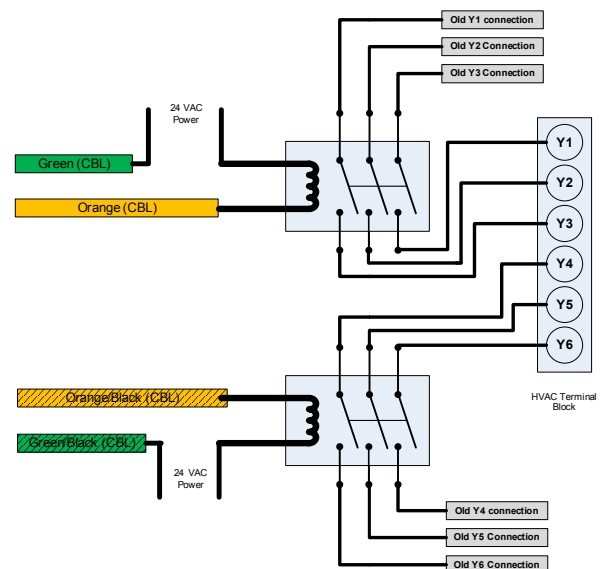 Old Y1 connection
Old Y2 Connection
Old Y3 Connection
24 VAC
Power
Green (CBL)
Orange (CBL)
Y1
Y2
Y3
Y4
Y5
Y6
HVAC Terminal
Block
Orange/Black (CBL)
Green/Black (CBL)
24 VAC
Power
Old Y4 connection
Old Y5 Connection
Old Y6 Connection